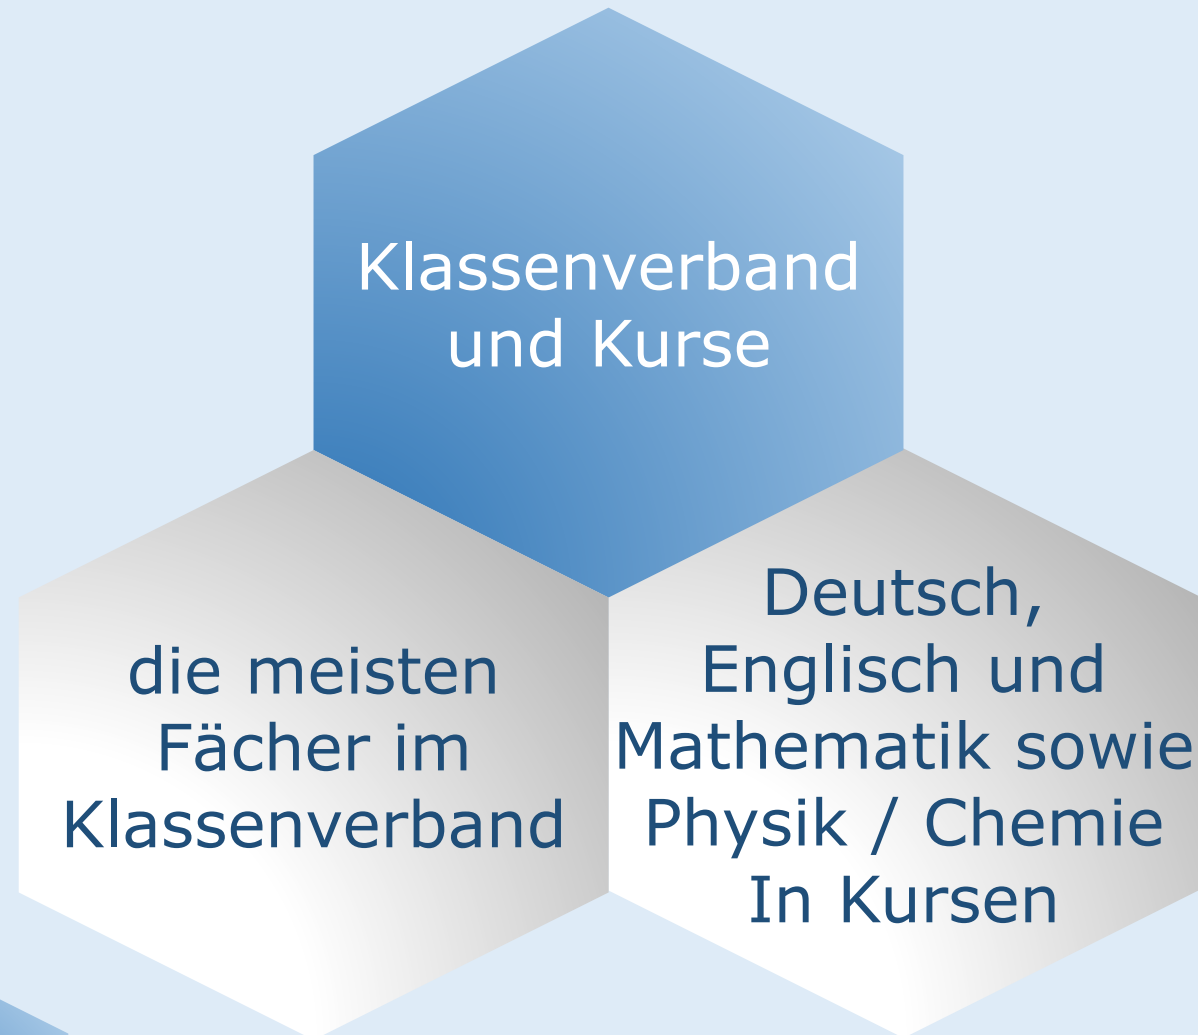 Klassenverband
und Kurse
die meisten
Fächer im
Klassenverband
Deutsch,
Englisch und
Mathematik sowie
Physik / Chemie
In Kursen